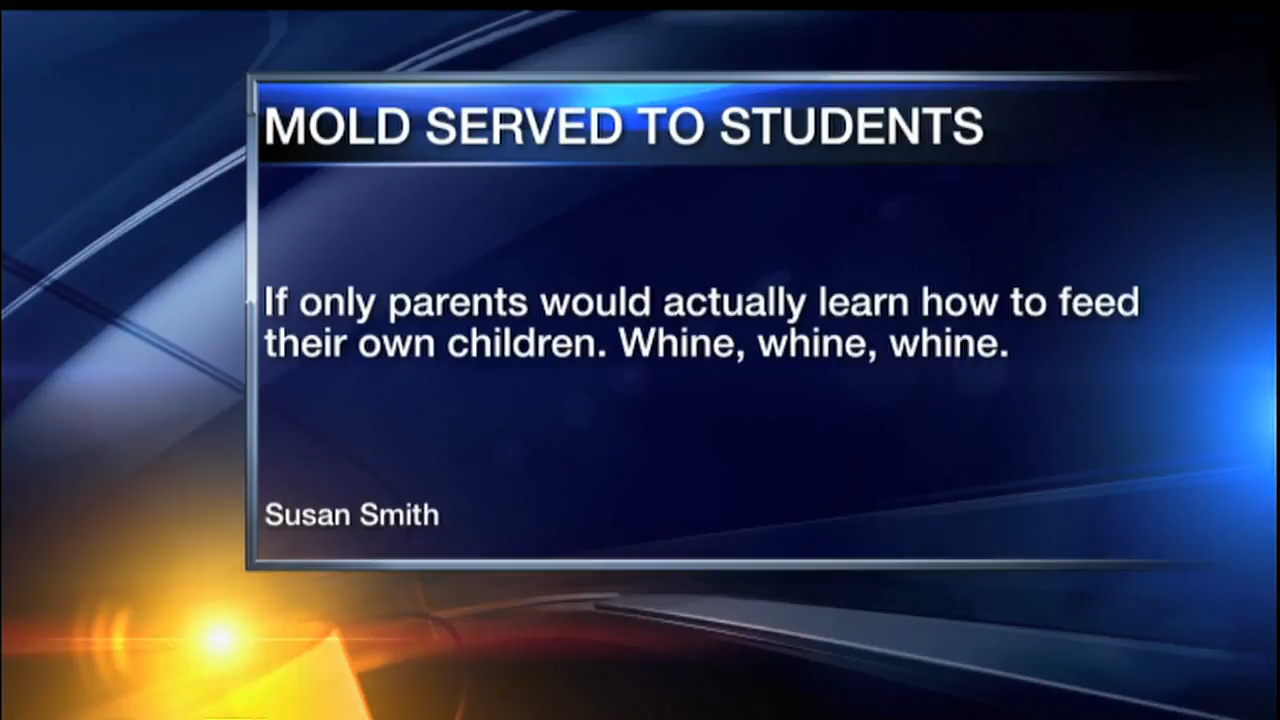 MOLD SERVED TO STUDENTS
If only parents would actually learn how to feed
their own children. Whine, whine, whine.
Susan Smith